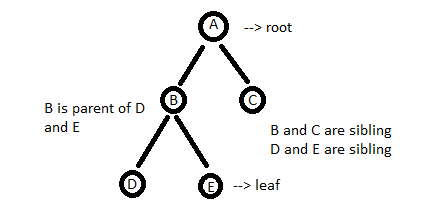 A --> root
B
C
B is parent of D
and E
B and C are sibling
D and E are sibling
D
E --> leaf